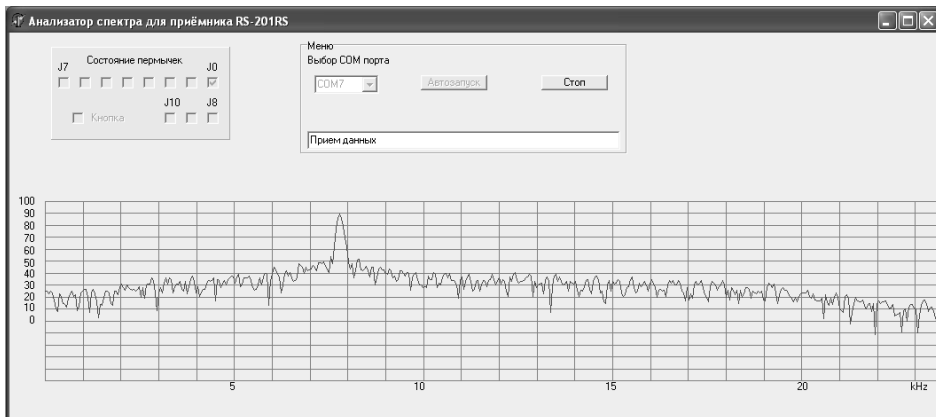 Анализатор спектра для приёмника RS-201RS
Состояние пермычек
J7
J0
J10
J8
Кнопка
Меню
Выбор COM порта
COM7
Автозапуск
Стоп
Прием данных
100
90
80
70
60
50
40
30
20
10
0
5
10
15
20
kHz